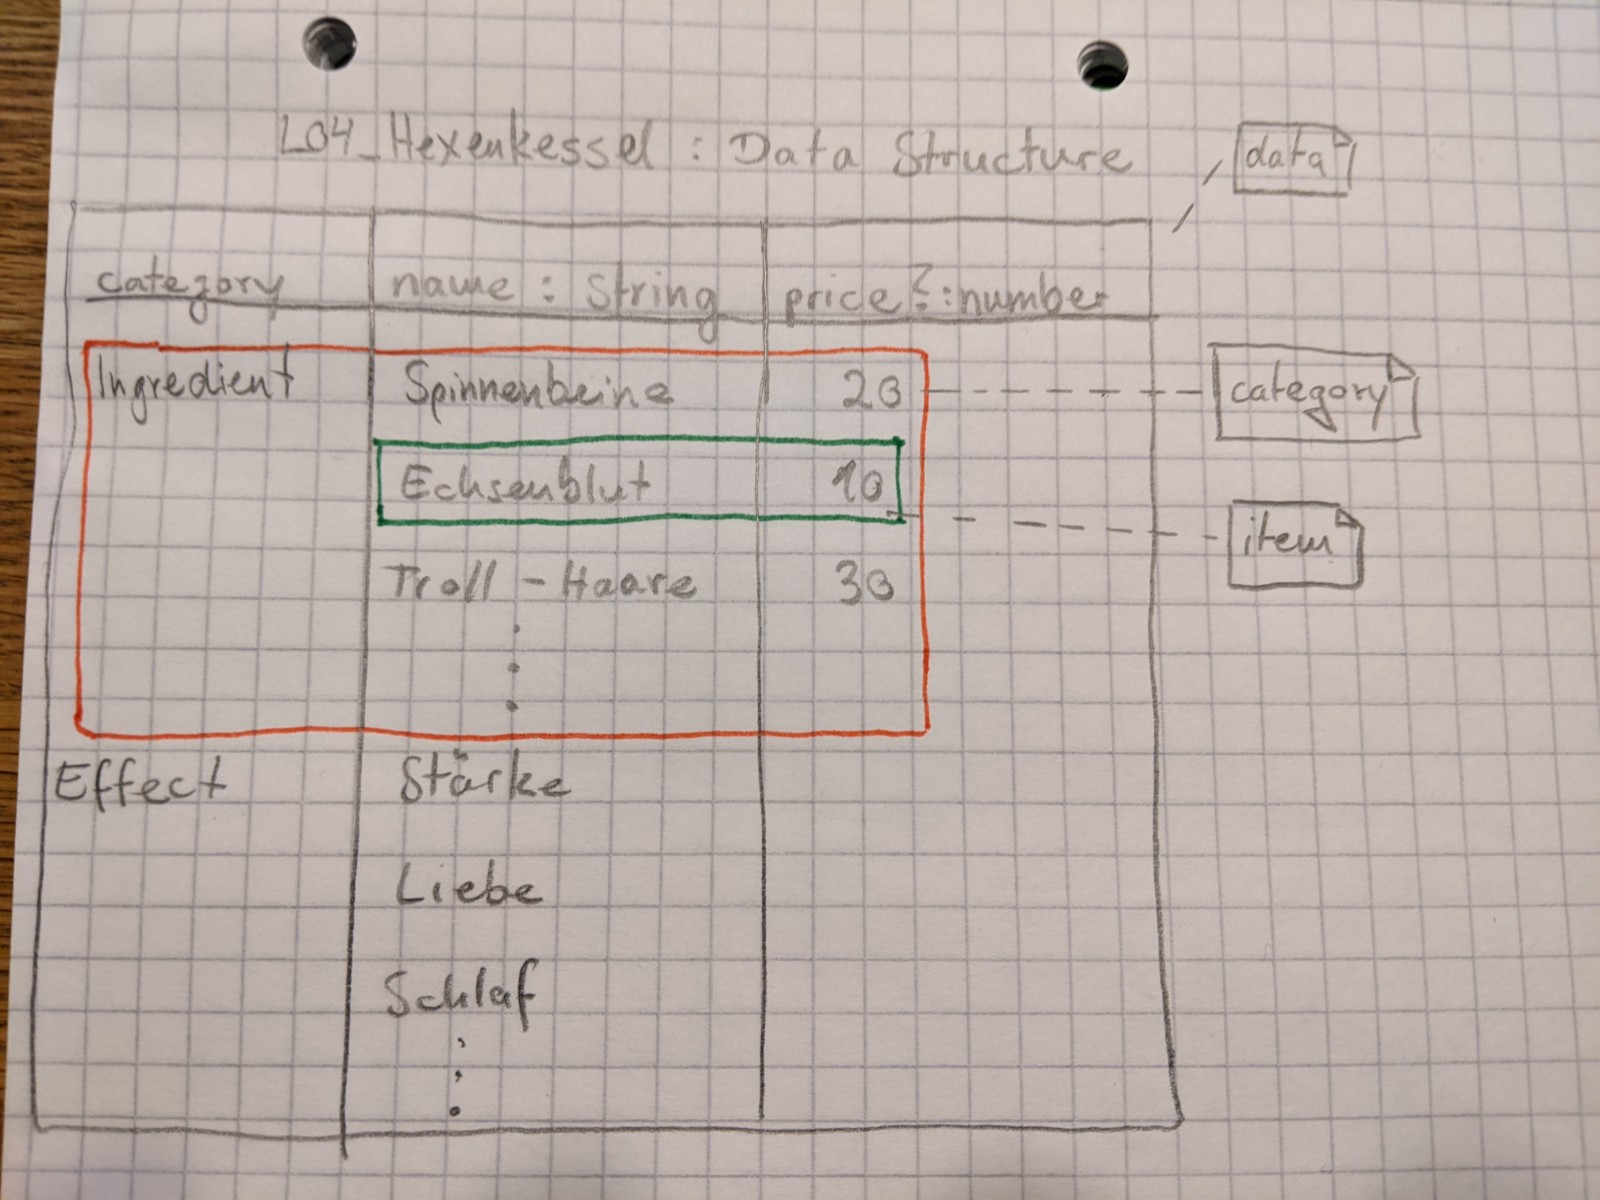 L04_Hexenkessel : Data Structure
data
category name : string price? : number
Ingredient Spinnenbeine 20
category
Echsenblut 10
item
Troll - Haare 30
Effect Stärke
Liebe
Schlaf